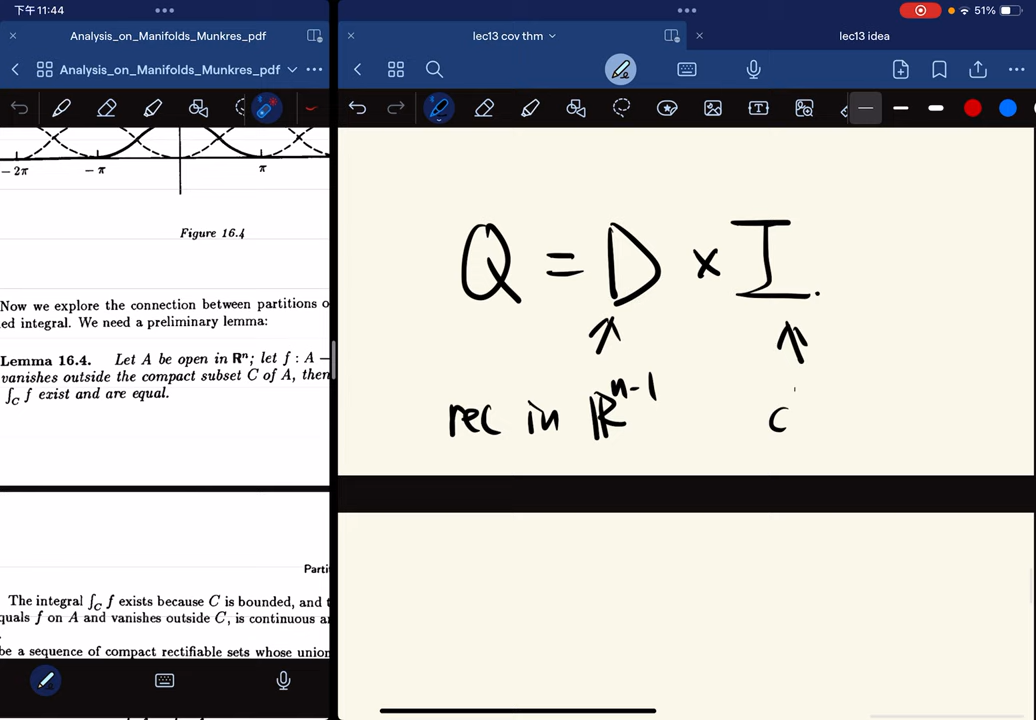 下午11:44
51%
Analysis_on_Manifolds_Munkres_pdf
Analysis_on_Manifolds_Munkres_pdf
lec13 cov thm
lec13 idea
− 2π
− π
π
Figure 16.4
Now we explore the connection between partitions o
ed integral. We need a preliminary lemma:
Lemma 16.4. Let A be open in Rⁿ; let f : A −
vanishes outside the compact subset C of A, then
∫_C f exist and are equal.
Parti
The integral ∫_C f exists because C is bounded, and
quals f on A and vanishes outside C, is continuous
be a sequence of compact rectifiable sets whose union
Q = D × I.
↑ ↑
rec in ℝⁿ⁻¹ c